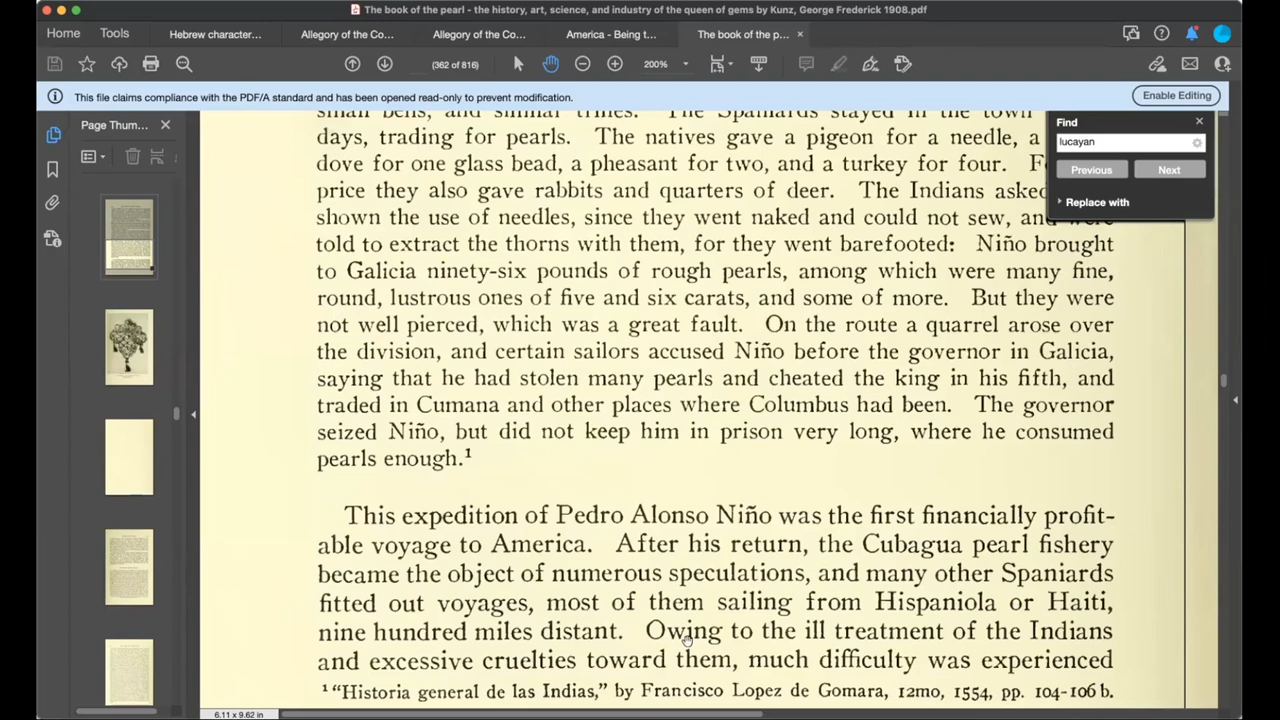 The book of the pearl - the history, art, science, and industry of the queen of gems by Kunz, George Frederick 1908.pdf
Home Tools Hebrew character... Allegory of the Co... Allegory of the Co... America - Being t... The book of the p... ×
(362 of 816) 200%
This file claims compliance with the PDF/A standard and has been opened read-only to prevent modification. Enable Editing
Page Thum...
Find
lucayan
Previous Next
Replace with
small bells, and similar trifles. The Spaniards stayed in the town
days, trading for pearls. The natives gave a pigeon for a needle, a
dove for one glass bead, a pheasant for two, and a turkey for four.
price they also gave rabbits and quarters of deer. The Indians asked
shown the use of needles, since they went naked and could not sew, and were
told to extract the thorns with them, for they went barefooted: Niño brought
to Galicia ninety-six pounds of rough pearls, among which were many fine,
round, lustrous ones of five and six carats, and some of more. But they were
not well pierced, which was a great fault. On the route a quarrel arose over
the division, and certain sailors accused Niño before the governor in Galicia,
saying that he had stolen many pearls and cheated the king in his fifth, and
traded in Cumana and other places where Columbus had been. The governor
seized Niño, but did not keep him in prison very long, where he consumed
pearls enough.¹
This expedition of Pedro Alonso Niño was the first financially profit-
able voyage to America. After his return, the Cubagua pearl fishery
became the object of numerous speculations, and many other Spaniards
fitted out voyages, most of them sailing from Hispaniola or Haiti,
nine hundred miles distant. Owing to the ill treatment of the Indians
and excessive cruelties toward them, much difficulty was experienced
¹ "Historia general de las Indias," by Francisco Lopez de Gomara, 12mo, 1554, pp. 104-106 b.
6.11 x 9.62 in